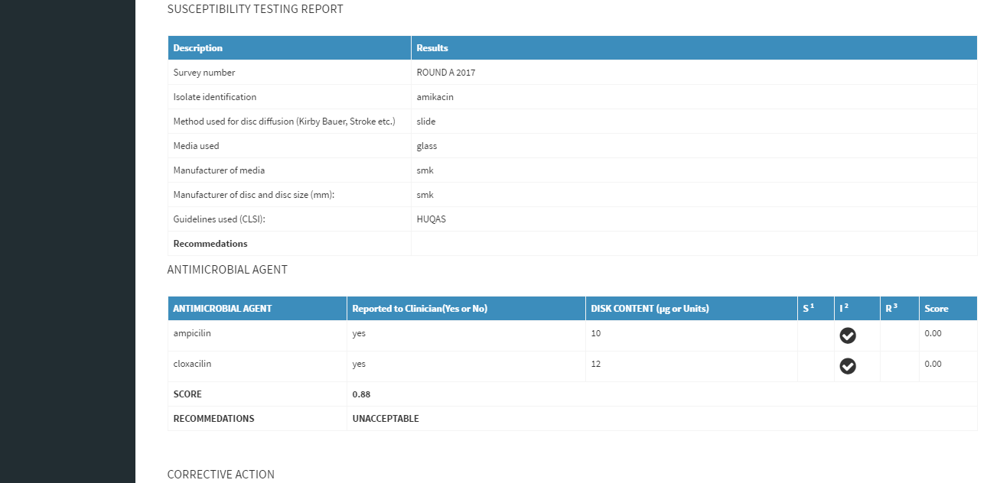 SUSCEPTIBILITY TESTING REPORT
Description Results
Survey number ROUND A 2017
Isolate identification amikacin
Method used for disc diffusion (Kirby Bauer, Stroke etc.) slide
Media used glass
Manufacturer of media smk
Manufacturer of disc and disc size (mm): smk
Guidelines used (CLSI): HUQAS
Recommedations
ANTIMICROBIAL AGENT
ANTIMICROBIAL AGENT Reported to Clinician(Yes or No) DISK CONTENT (µg or Units) S 1 I 2 R 3 Score
ampicilin yes 10 0.00
cloxacilin yes 12 0.00
SCORE 0.88
RECOMMEDATIONS UNACCEPTABLE
CORRECTIVE ACTION